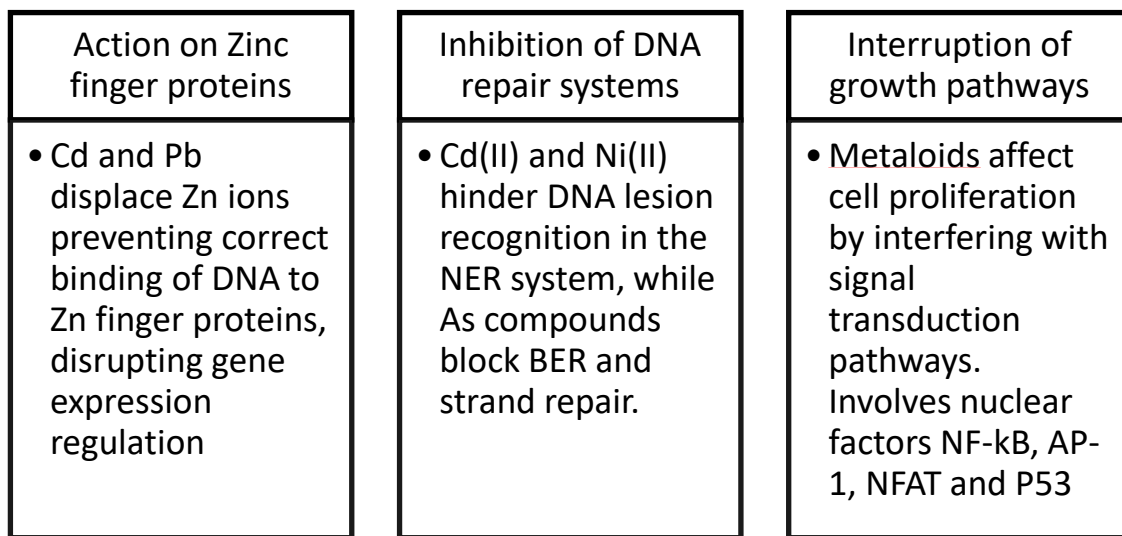 Action on Zinc
finger proteins
• Cd and Pb
displace Zn ions
preventing correct
binding of DNA to
Zn finger proteins,
disrupting gene
expression
regulation
Inhibition of DNA
repair systems
• Cd(II) and Ni(II)
hinder DNA lesion
recognition in the
NER system, while
As compounds
block BER and
strand repair.
Interruption of
growth pathways
• Metaloids affect
cell proliferation
by interfering with
signal
transduction
pathways.
Involves nuclear
factors NF-kB, AP-
1, NFAT and P53